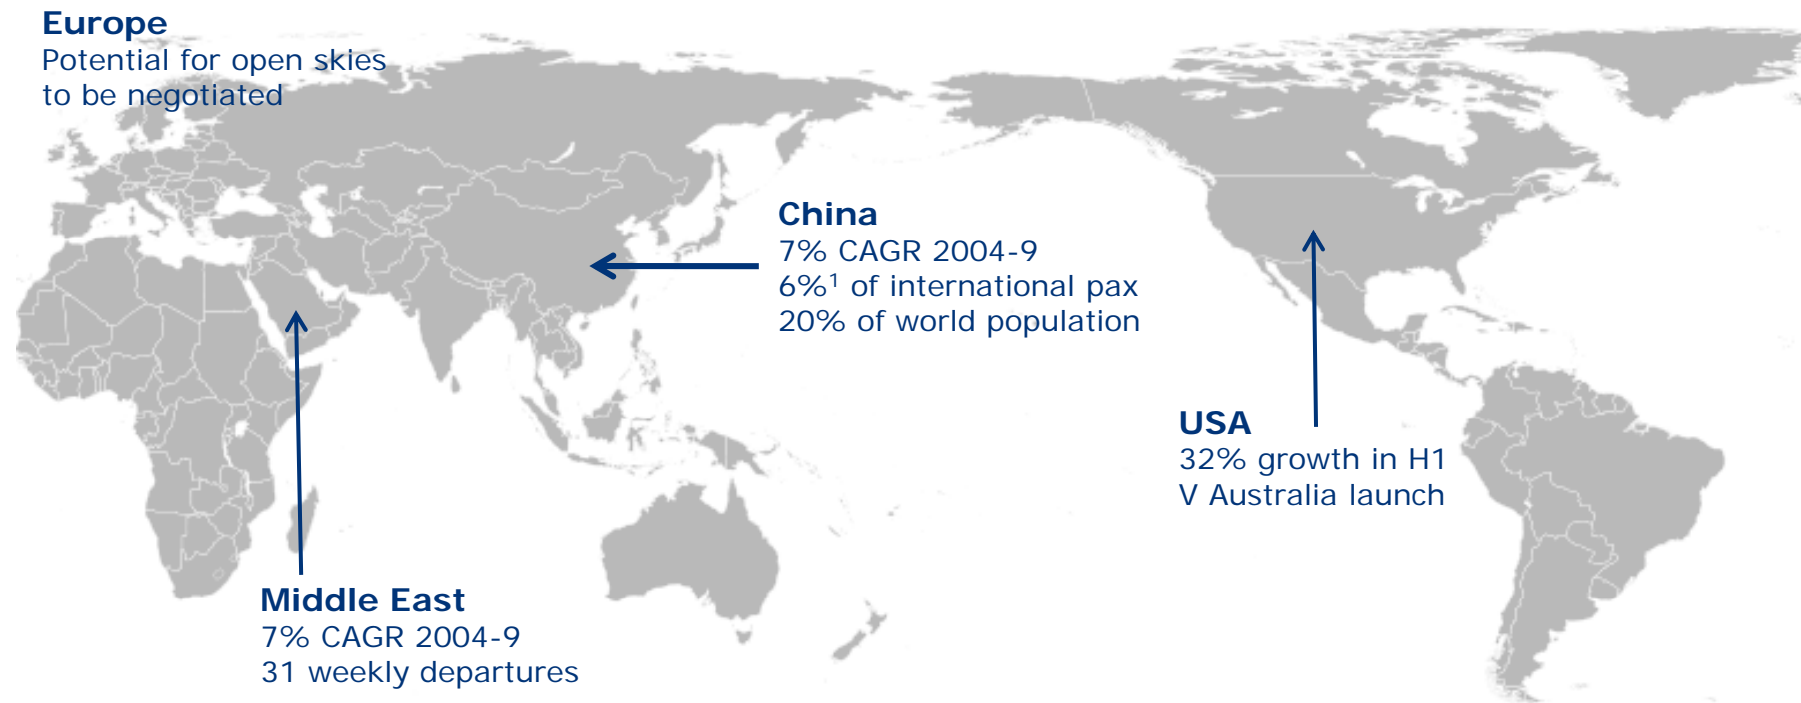 Europe
Potential for open skies
to be negotiated
China
7% CAGR 2004-9
6%¹ of international pax
20% of world population
USA
32% growth in H1
V Australia launch
Middle East
7% CAGR 2004-9
31 weekly departures